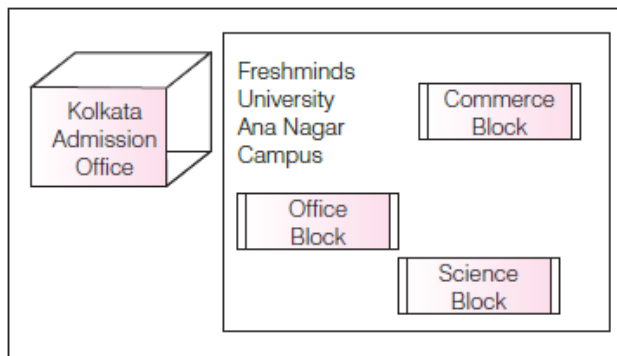 Kolkata
Admission
Office
Freshminds
University
Ana Nagar
Campus
Commerce
Block
Office
Block
Science
Block